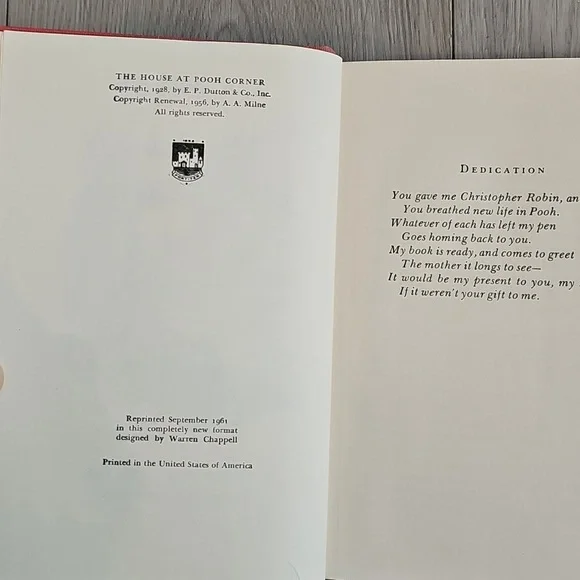 THE HOUSE AT POOH CORNER
Copyright, 1928, by E. P. Dutton & Co., Inc.
Copyright Renewal, 1956, by A. A. Milne
All rights reserved.
Reprinted September 1961
in this completely new format
designed by Warren Chappell
Printed in the United States of America
DEDICATION
You gave me Christopher Robin, an
You breathed new life in Pooh.
Whatever of each has left my pen
Goes homing back to you.
My book is ready, and comes to greet
The mother it longs to see—
It would be my present to you, my
If it weren't your gift to me.